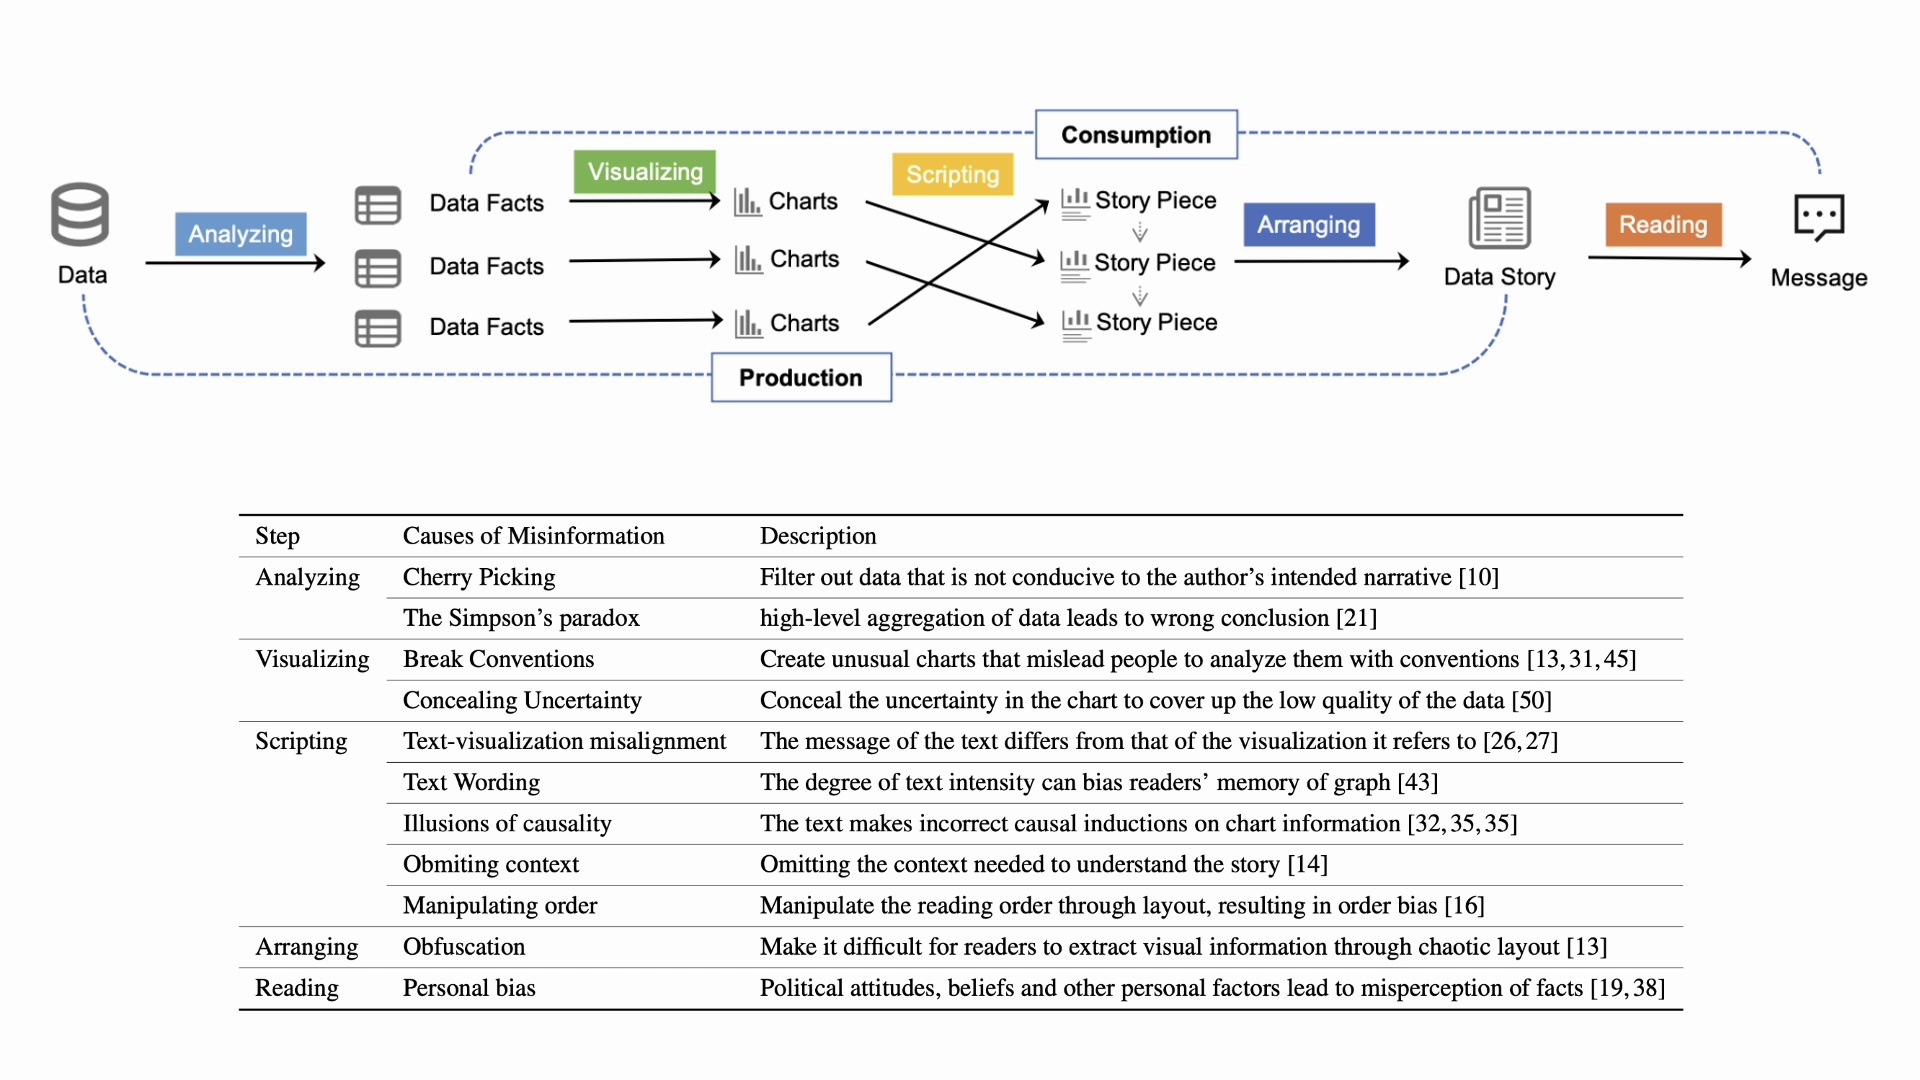 Consumption
Visualizing
Scripting
Data Facts
Charts
Story Piece
Analyzing
Arranging
Reading
Data
Data Facts
Charts
Story Piece
Data Story
Message
Data Facts
Charts
Story Piece
Production
Step Causes of Misinformation Description
Analyzing Cherry Picking Filter out data that is not conducive to the author's intended narrative [10]
The Simpson's paradox high-level aggregation of data leads to wrong conclusion [21]
Visualizing Break Conventions Create unusual charts that mislead people to analyze them with conventions [13, 31, 45]
Concealing Uncertainty Conceal the uncertainty in the chart to cover up the low quality of the data [50]
Scripting Text-visualization misalignment The message of the text differs from that of the visualization it refers to [26, 27]
Text Wording The degree of text intensity can bias readers' memory of graph [43]
Illusions of causality The text makes incorrect causal inductions on chart information [32, 35, 35]
Obmiting context Omitting the context needed to understand the story [14]
Manipulating order Manipulate the reading order through layout, resulting in order bias [16]
Arranging Obfuscation Make it difficult for readers to extract visual information through chaotic layout [13]
Reading Personal bias Political attitudes, beliefs and other personal factors lead to misperception of facts [19, 38]